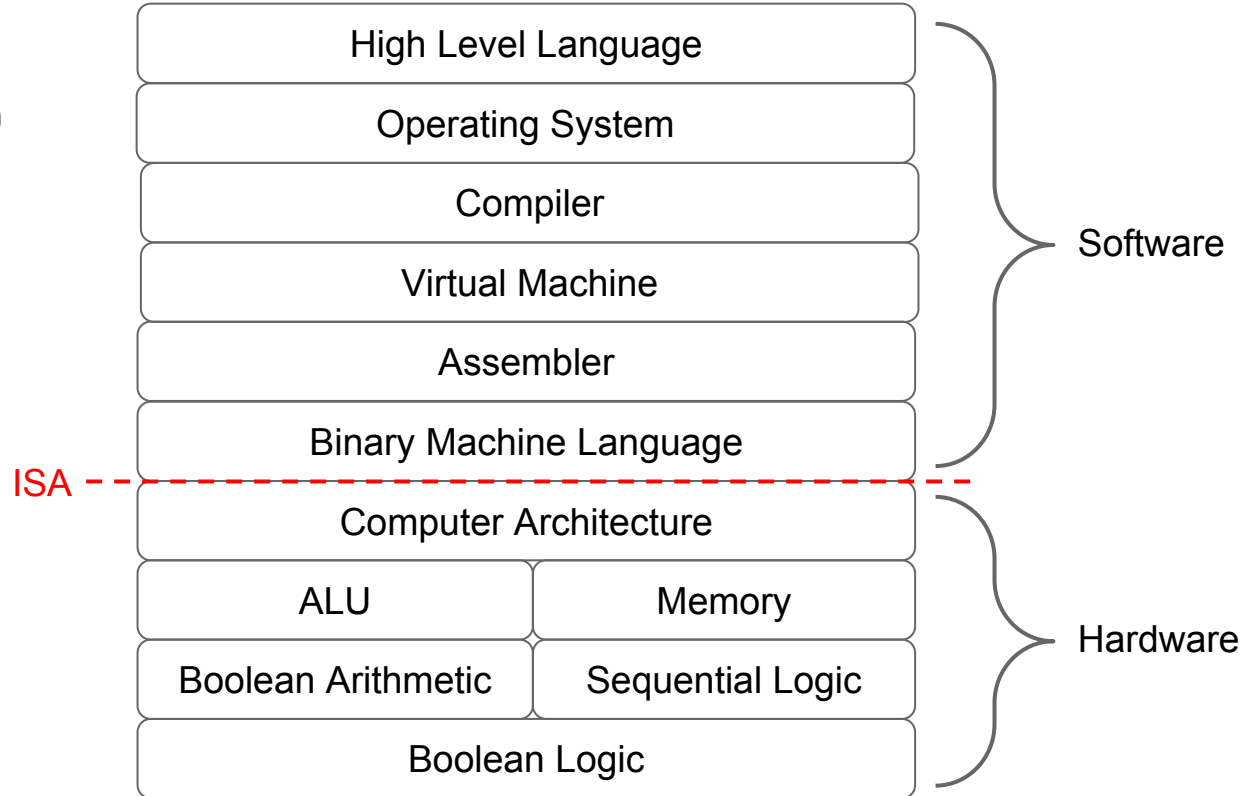 High Level Language
Operating System
Compiler
Virtual Machine
Assembler
Binary Machine Language
Software
ISA
Computer Architecture
ALU Memory
Boolean Arithmetic Sequential Logic
Boolean Logic
Hardware